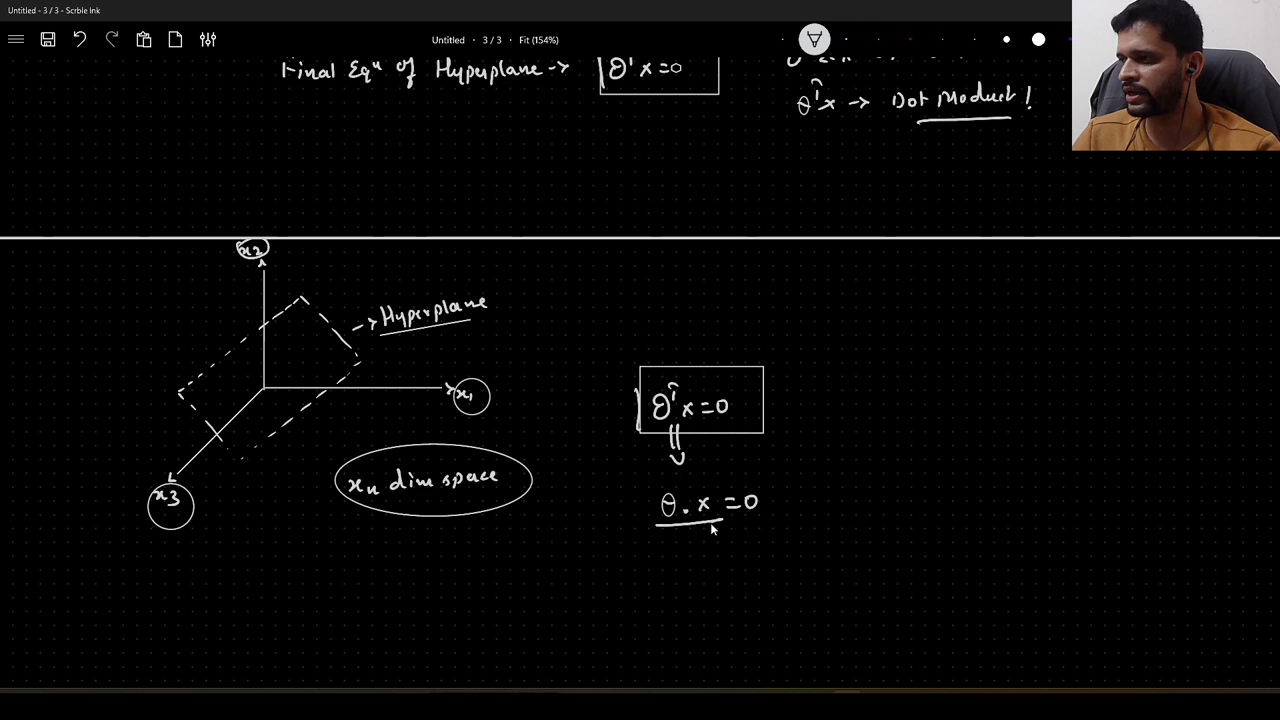 Untitled - 3 / 3 - Scrble Ink
Untitled · 3 / 3 · Fit (154%)
Final Eqn of Hyperplane -> θᵀx=0
θᵀx -> Dot Product!
x2
-> Hyperplane
x1
θᵀx=0
xn dim space
x3
θ.x=0